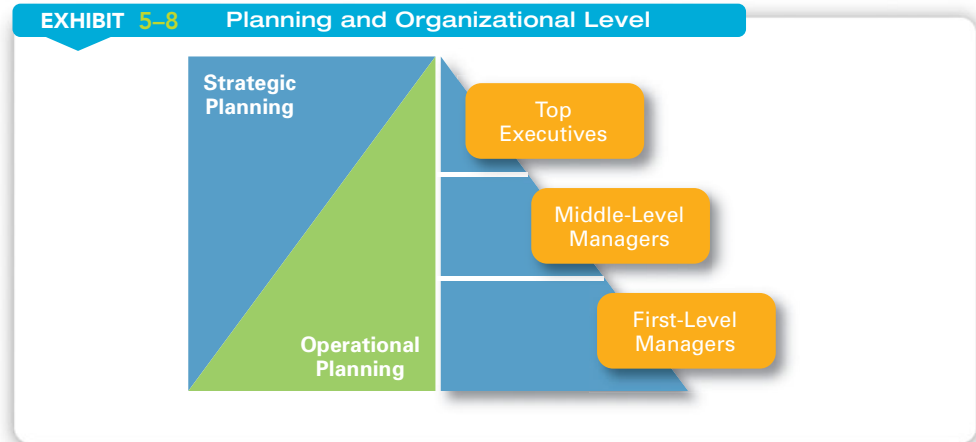 EXHIBIT 5–8 Planning and Organizational Level
Strategic
Planning
Top
Executives
Middle-Level
Managers
First-Level
Managers
Operational
Planning